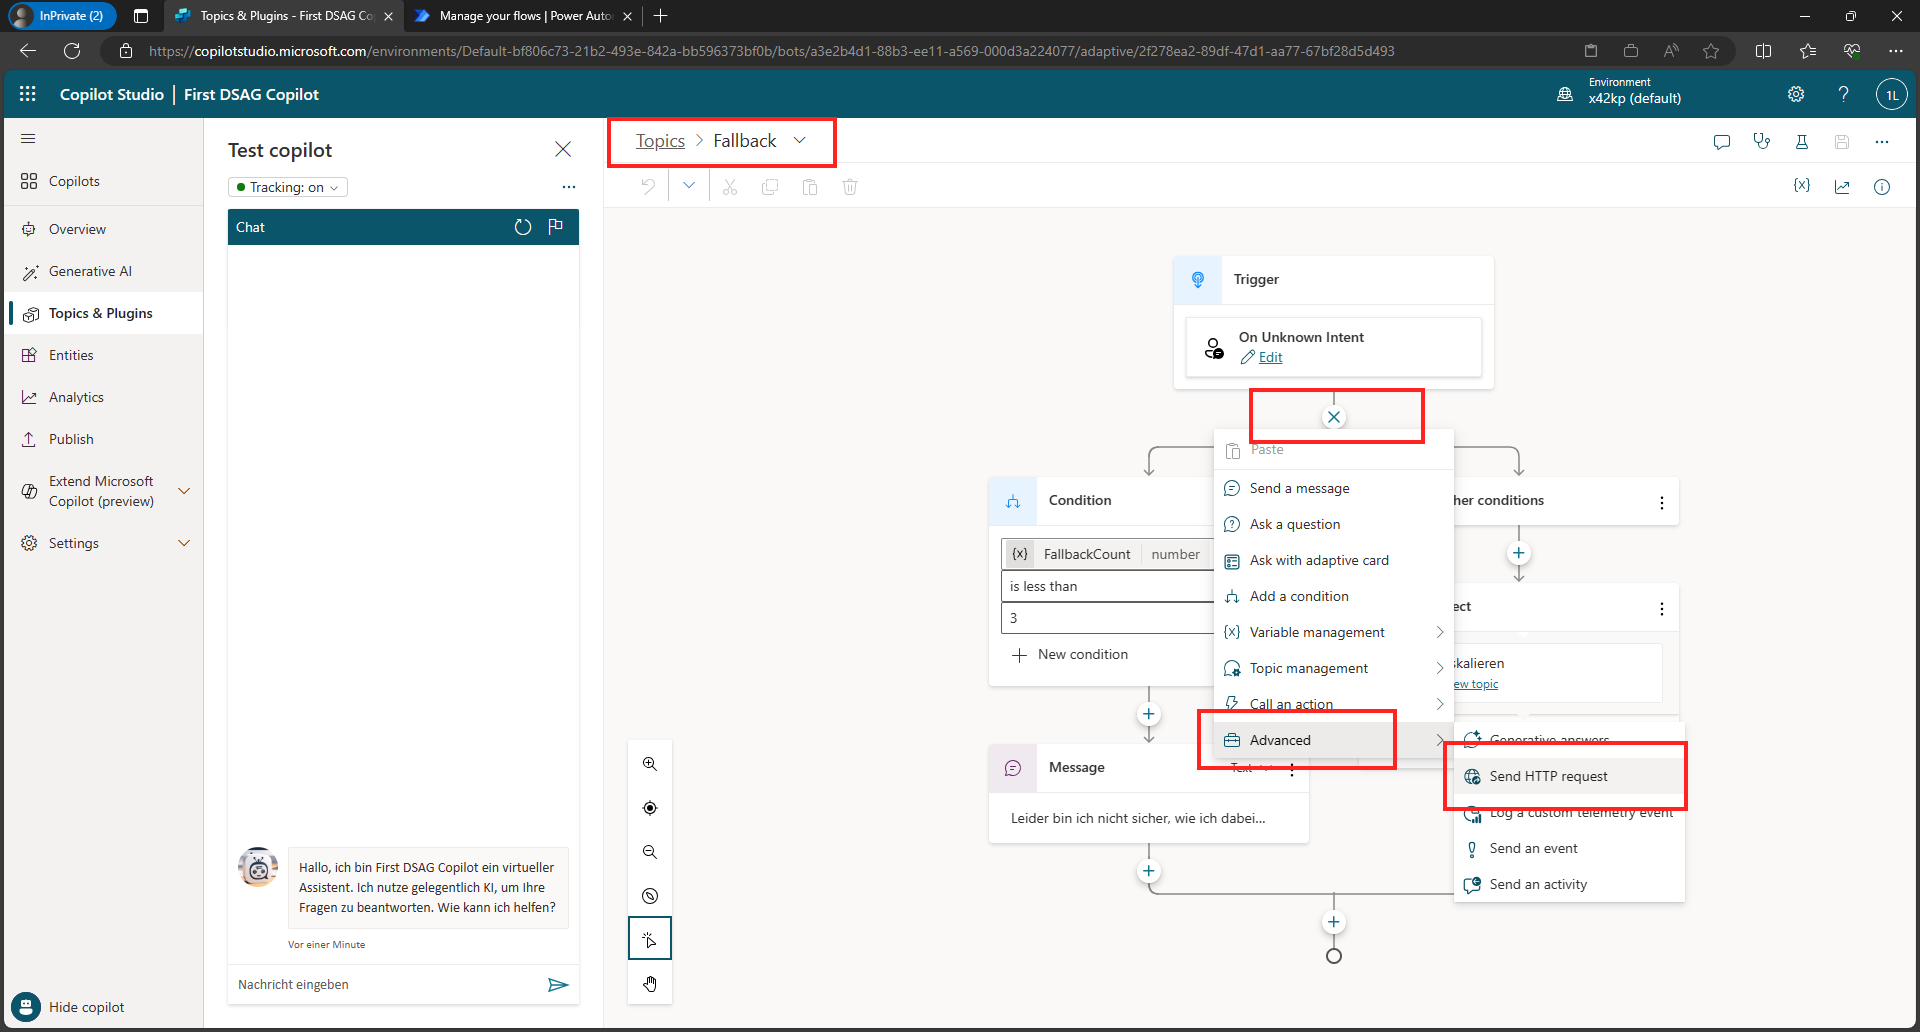 InPrivate (2)
Topics & Plugins - First DSAG Co
Manage your flows | Power Auto
https://copilotstudio.microsoft.com/environments/Default-bf806c73-21b2-493e-842a-bb596373bf0b/bots/a3e2b4d1-88b3-ee11-a569-000d3a224077/adaptive/2f278ea2-89df-47d1-aa77-67bf28d5d493
Copilot Studio | First DSAG Copilot
Environment
x42kp (default)
1L
Copilots
Overview
Generative AI
Topics & Plugins
Entities
Analytics
Publish
Extend Microsoft
Copilot (preview)
Settings
Hide copilot
Test copilot
Tracking: on
Chat
Hallo, ich bin First DSAG Copilot ein virtueller
Assistent. Ich nutze gelegentlich KI, um Ihre
Fragen zu beantworten. Wie kann ich helfen?
Vor einer Minute
Nachricht eingeben
Topics > Fallback
Trigger
On Unknown Intent
Edit
Paste
Send a message
Ask a question
Ask with adaptive card
Add a condition
{x} Variable management
Topic management
Call an action
Advanced
Generative answers
Send HTTP request
Log a custom telemetry event
Send an event
Send an activity
Condition
{x} FallbackCount number
is less than
3
New condition
Message
Text
Leider bin ich nicht sicher, wie ich dabei...
her conditions
ect
kalieren
ew topic